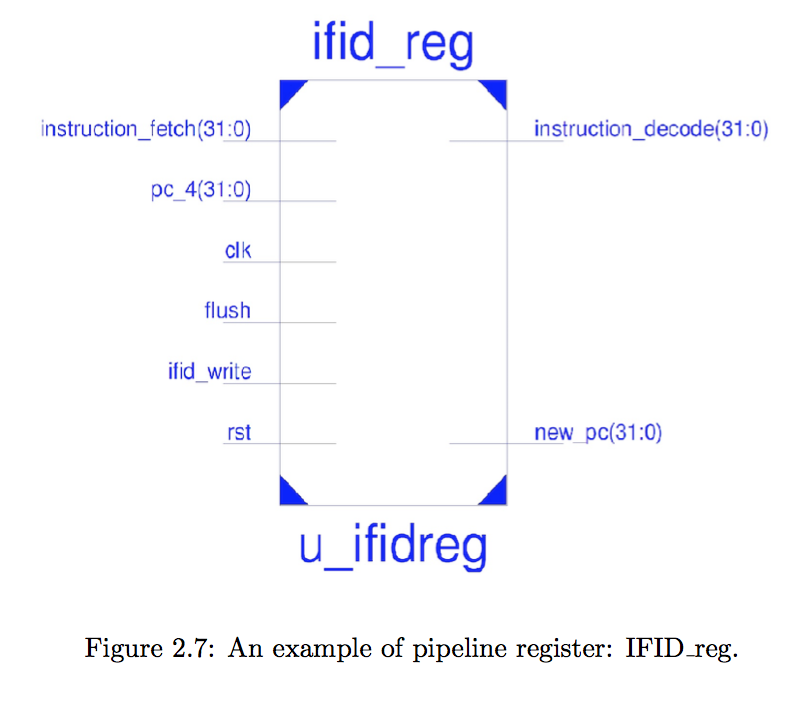 ifid_reg
instruction_fetch(31:0)
instruction_decode(31:0)
pc_4(31:0)
clk
flush
ifid_write
rst
new_pc(31:0)
u_ifidreg
Figure 2.7: An example of pipeline register: IFID_reg.